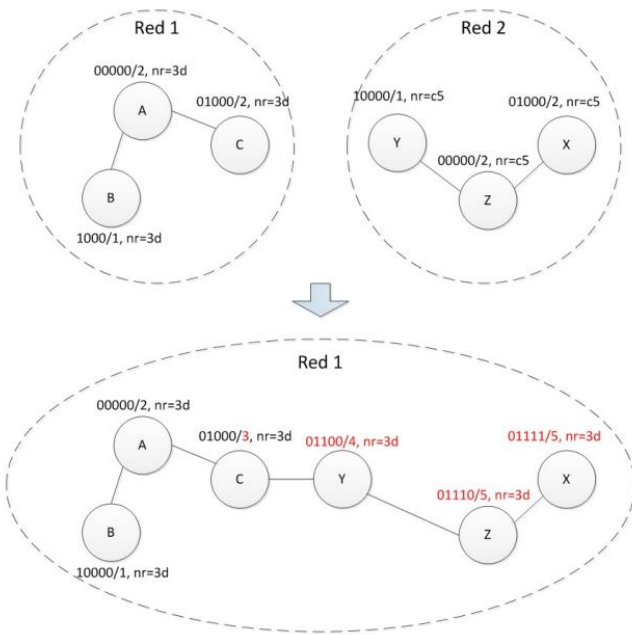 Red 1
Red 2
00000/2, nr=3d
01000/2, nr=3d
A
C
B
1000/1, nr=3d
10000/1, nr=c5
01000/2, nr=c5
Y
X
00000/2, nr=c5
Z
Red 1
00000/2, nr=3d
01000/3, nr=3d
01100/4, nr=3d
01111/5, nr=3d
A
C
Y
X
01110/5, nr=3d
B
Z
10000/1, nr=3d